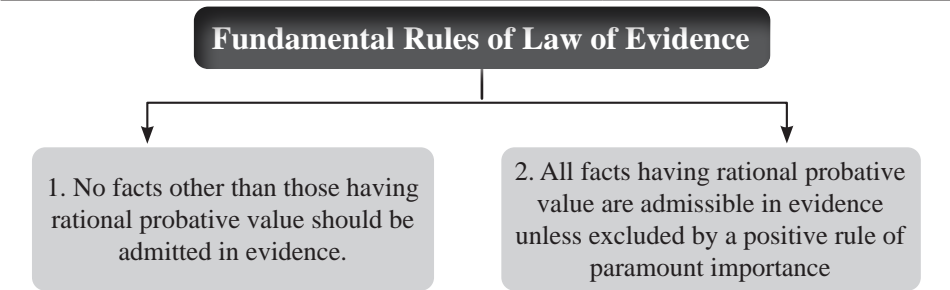 Fundamental Rules of Law of Evidence
1. No facts other than those having
rational probative value should be
admitted in evidence.
2. All facts having rational probative
value are admissible in evidence
unless excluded by a positive rule of
paramount importance